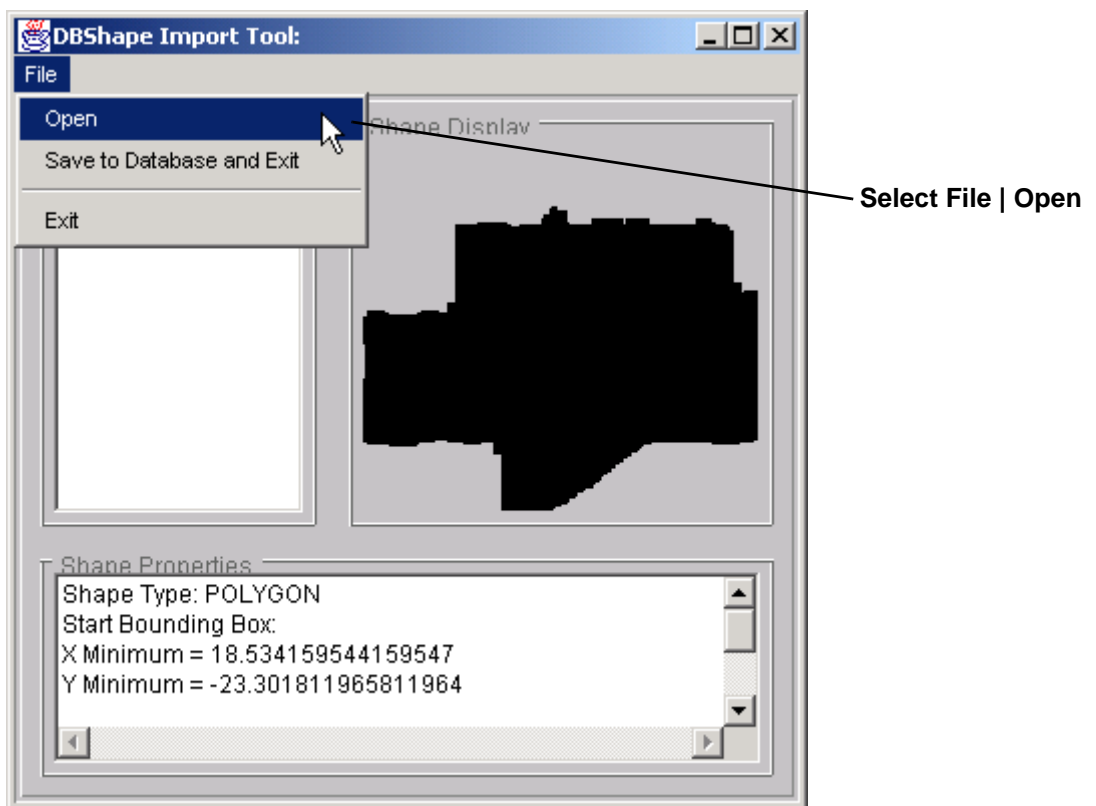 DBShape Import Tool:
File
Open
Save to Database and Exit
Exit
Shape Display
Select File | Open
Shape Properties
Shape Type: POLYGON
Start Bounding Box:
X Minimum = 18.534159544159547
Y Minimum = -23.301811965811964